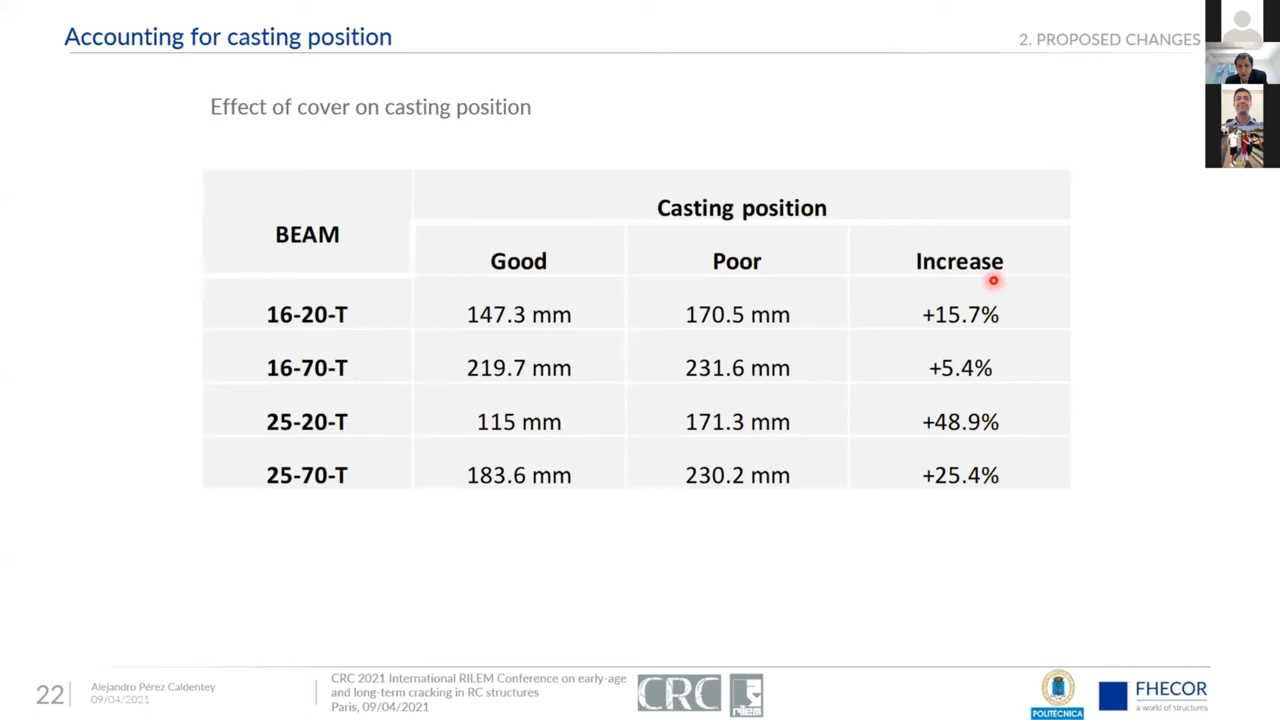 Accounting for casting position
2. PROPOSED CHANGES
Effect of cover on casting position
BEAM
Casting position
Good Poor Increase
16-20-T 147.3 mm 170.5 mm +15.7%
16-70-T 219.7 mm 231.6 mm +5.4%
25-20-T 115 mm 171.3 mm +48.9%
25-70-T 183.6 mm 230.2 mm +25.4%
22
Alejandro Pérez Caldentey
09/04/2021
CRC 2021 International RILEM Conference on early-age
and long-term cracking in RC structures
Paris, 09/04/2021
CRC
rilem
POLITÉCNICA
FHECOR
a world of structures